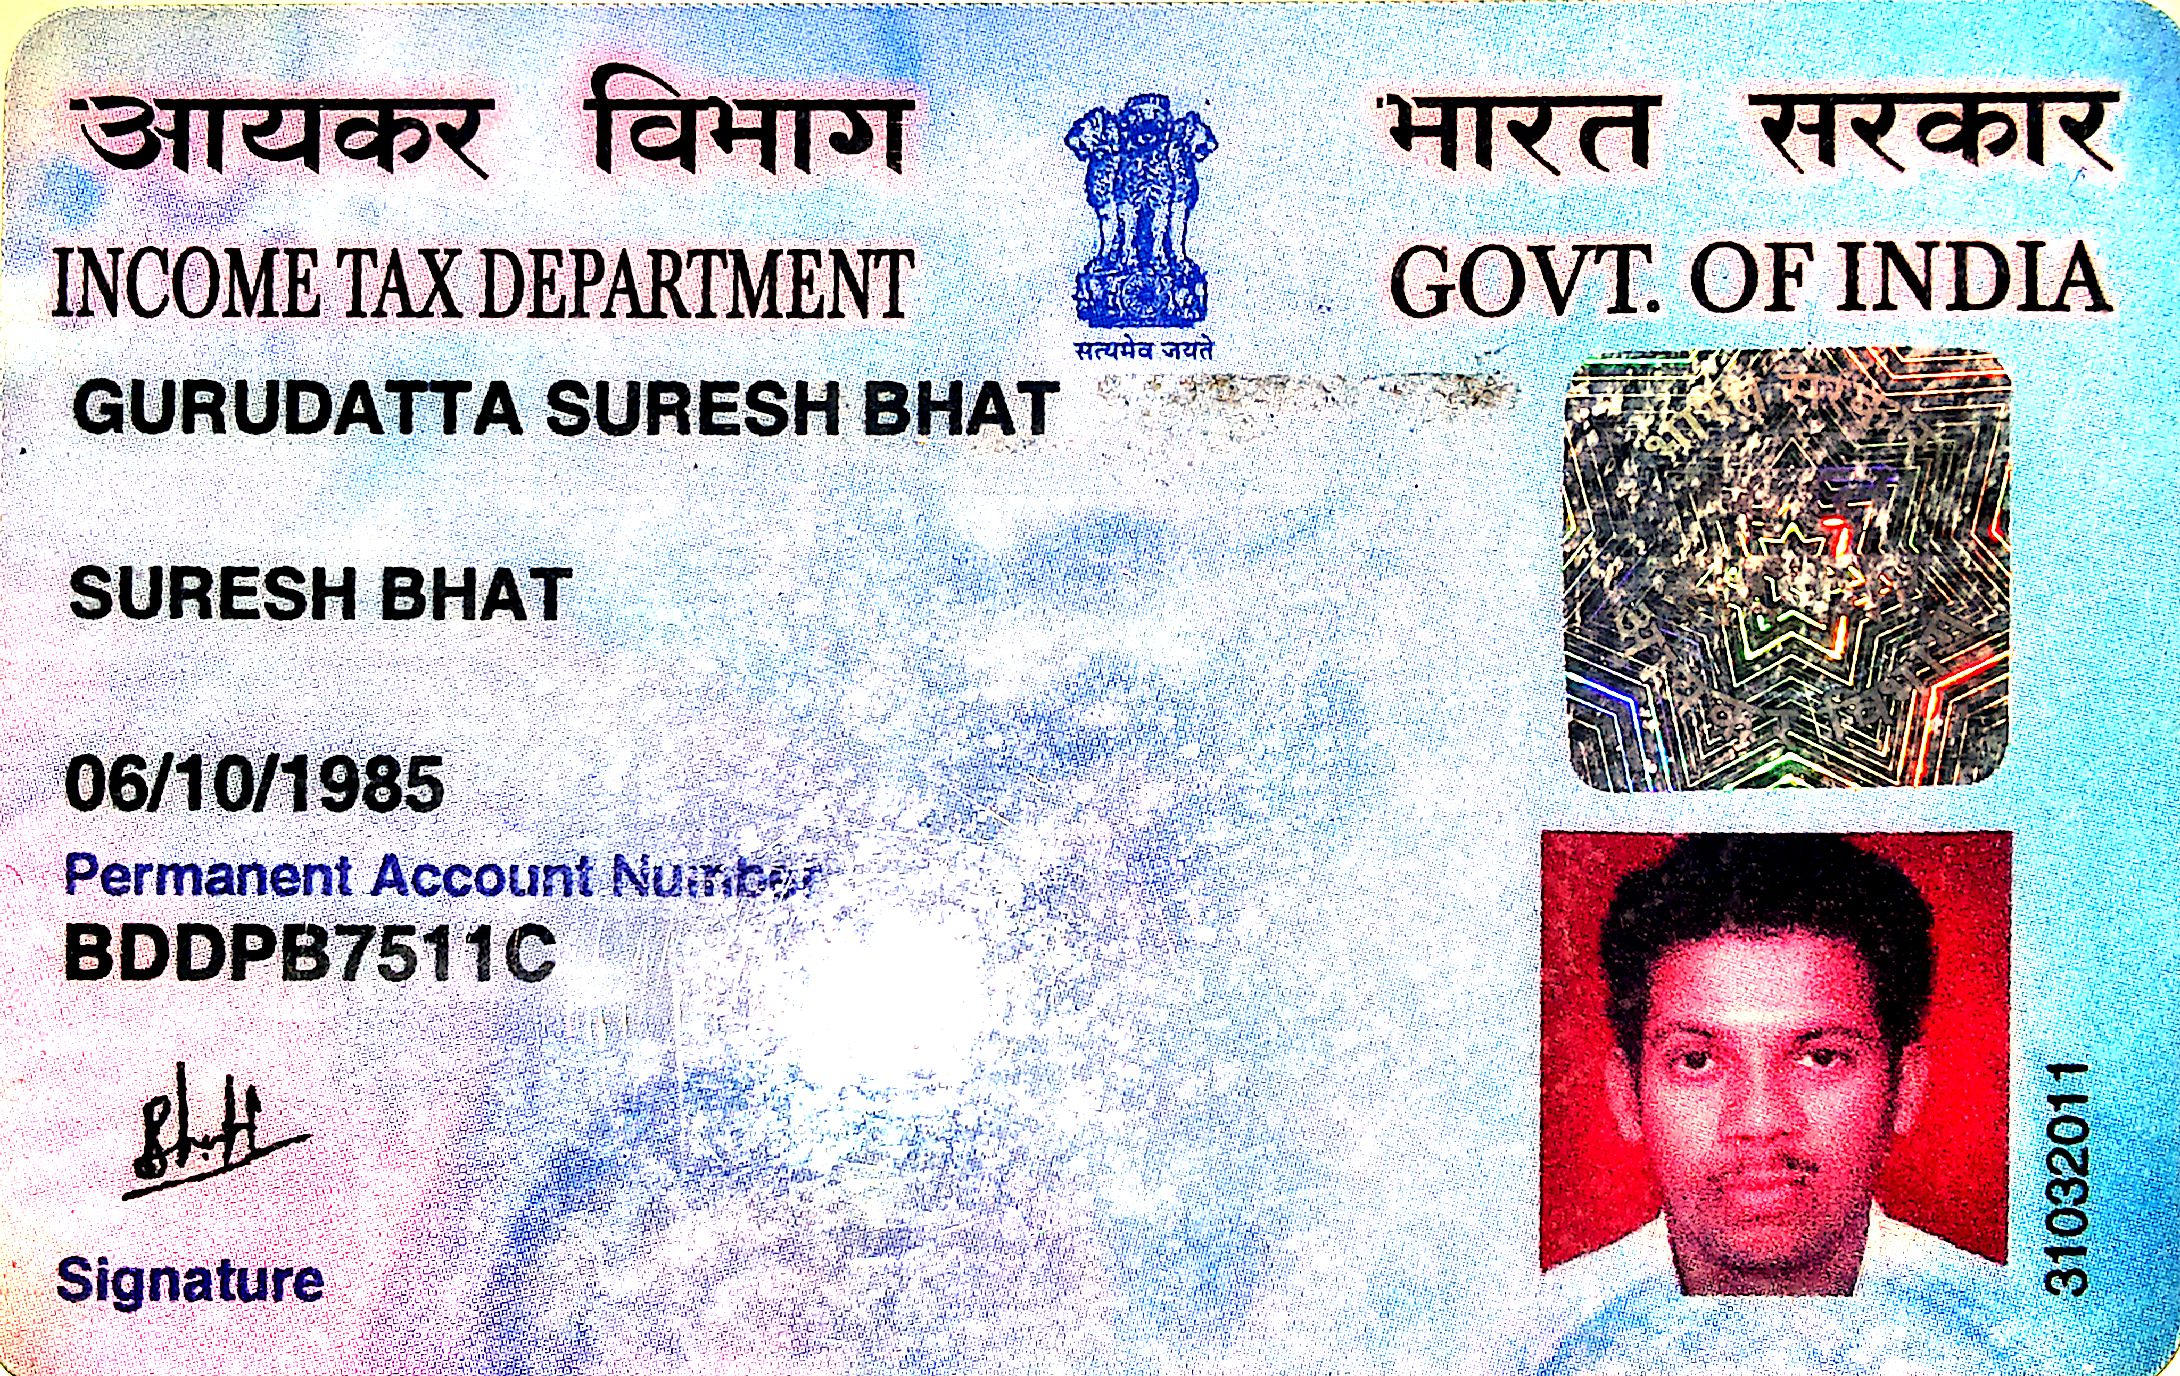 आयकर विभाग
भारत सरकार
INCOME TAX DEPARTMENT
GOVT. OF INDIA
सत्यमेव जयते
GURUDATTA SURESH BHAT
SURESH BHAT
06/10/1985
Permanent Account Number
BDDPB7511C
Bhat
Signature
31032011